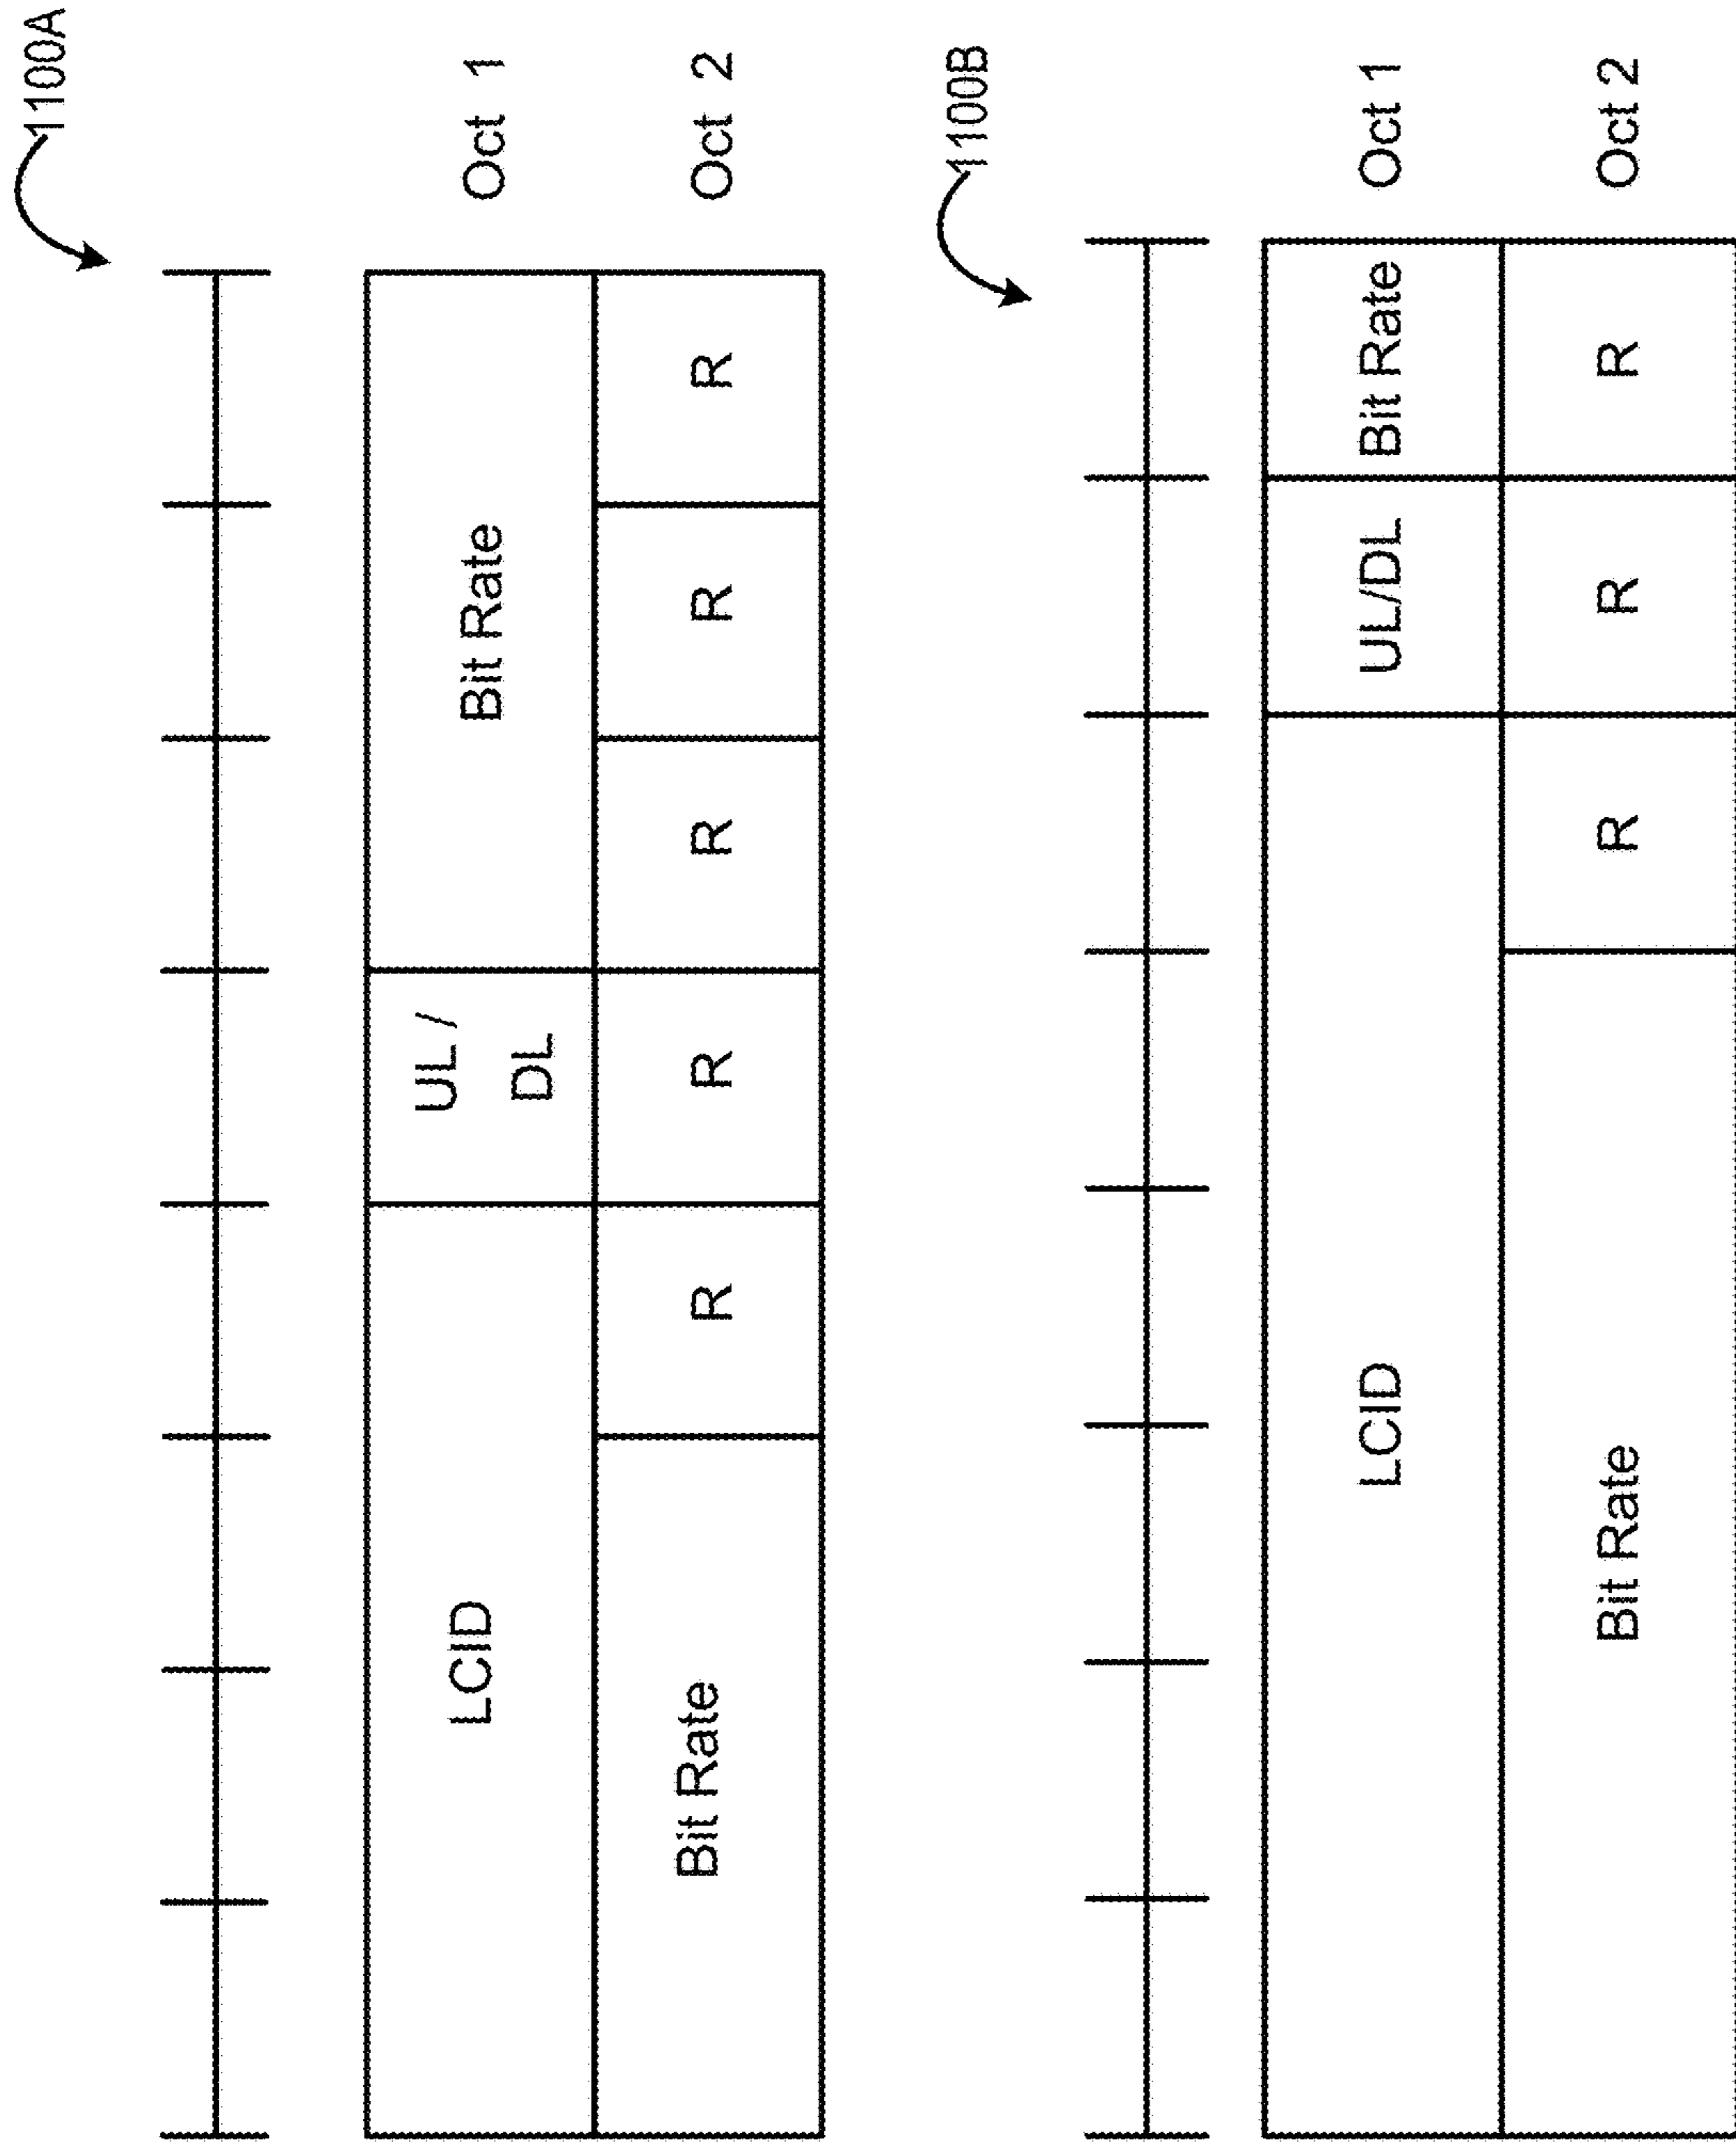 1100A
LCID
UL /
DL
Bit Rate
Oct 1
Bit Rate
R
R
R
R
R
Oct 2
1100B
LCID
UL/DL
Bit Rate
Oct 1
Bit Rate
R
R
R
Oct 2